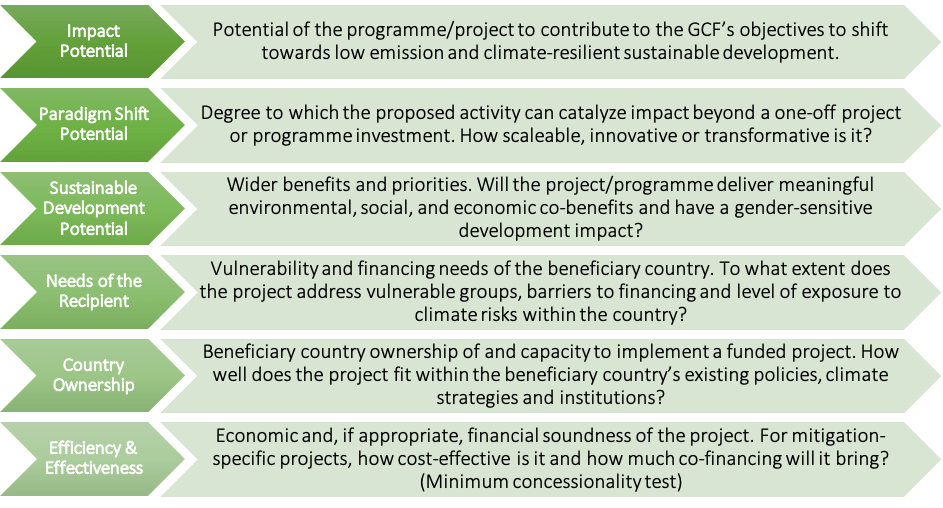 Impact
Potential
Potential of the programme/project to contribute to the GCF's objectives to shift
towards low emission and climate-resilient sustainable development.
Paradigm Shift
Potential
Degree to which the proposed activity can catalyze impact beyond a one-off project
or programme investment. How scaleable, innovative or transformative is it?
Sustainable
Development
Potential
Wider benefits and priorities. Will the project/programme deliver meaningful
environmental, social, and economic co-benefits and have a gender-sensitive
development impact?
Needs of the
Recipient
Vulnerability and financing needs of the beneficiary country. To what extent does
the project address vulnerable groups, barriers to financing and level of exposure to
climate risks within the country?
Country
Ownership
Beneficiary country ownership of and capacity to implement a funded project. How
well does the project fit within the beneficiary country's existing policies, climate
strategies and institutions?
Efficiency &
Effectiveness
Economic and, if appropriate, financial soundness of the project. For mitigation-
specific projects, how cost-effective is it and how much co-financing will it bring?
(Minimum concessionality test)